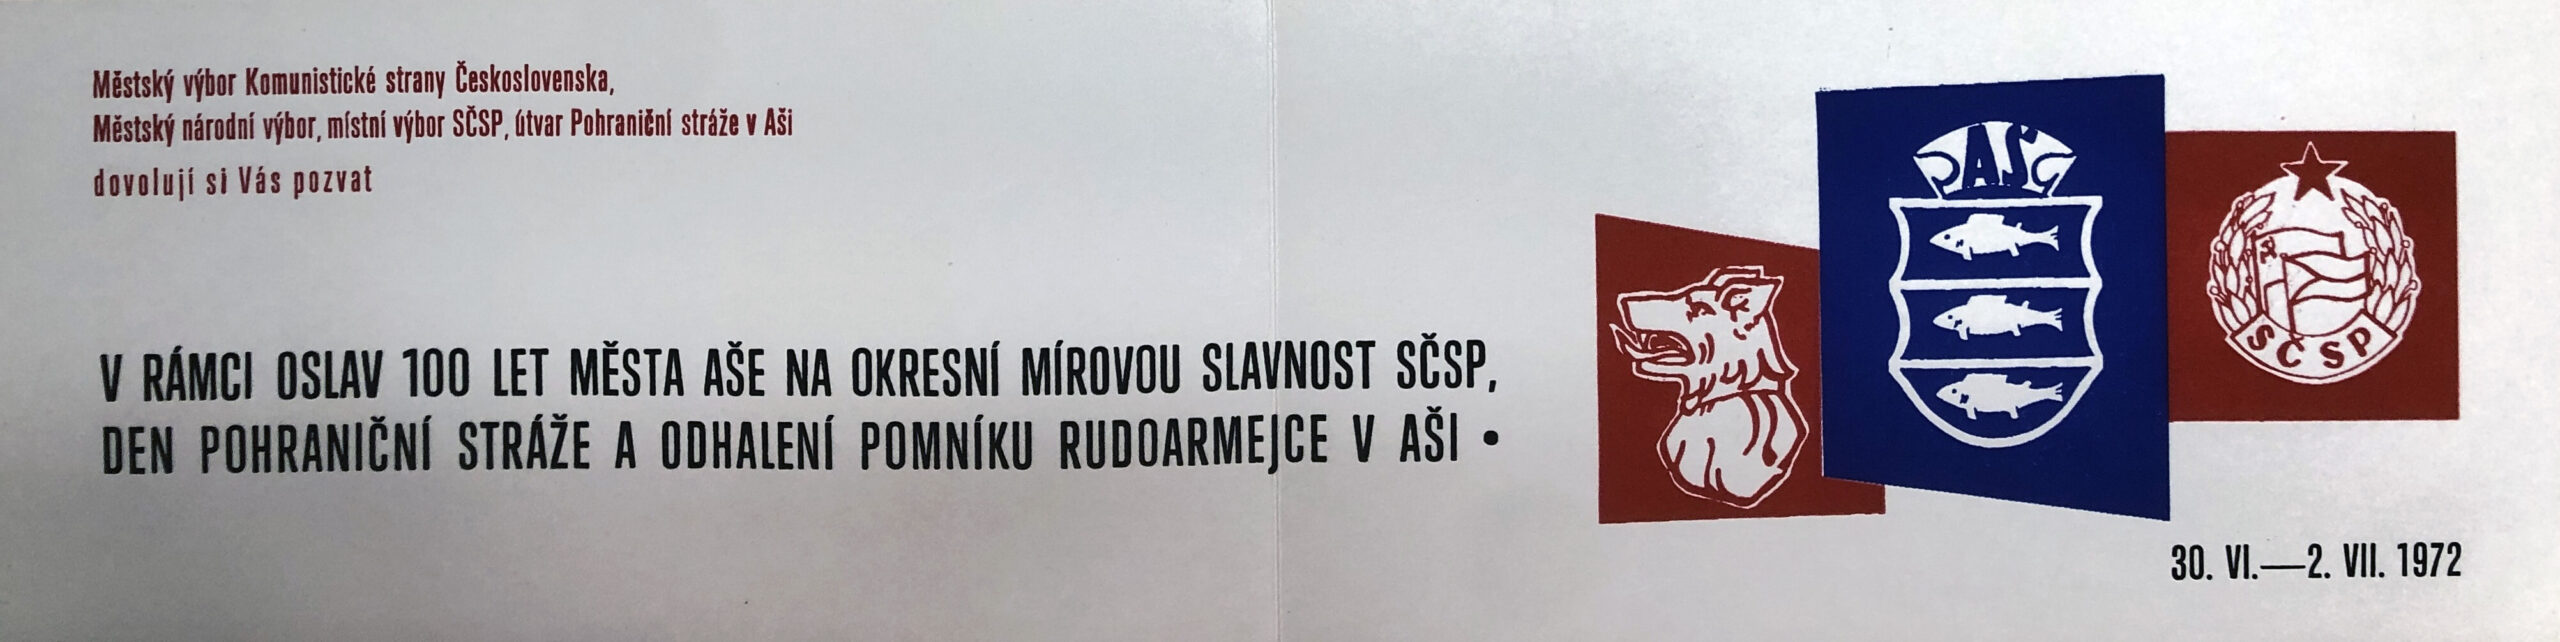 Městský výbor Komunistické strany Československa,
Městský národní výbor, místní výbor SČSP, útvar Pohraniční stráže v Aši
dovolují si Vás pozvat
V RÁMCI OSLAV 100 LET MĚSTA AŠE NA OKRESNÍ MÍROVOU SLAVNOST SČSP,
DEN POHRANIČNÍ STRÁŽE A ODHALENÍ POMNÍKU RUDOARMEJCE V AŠI •
AŠ
SČSP
30. VI.—2. VII. 1972